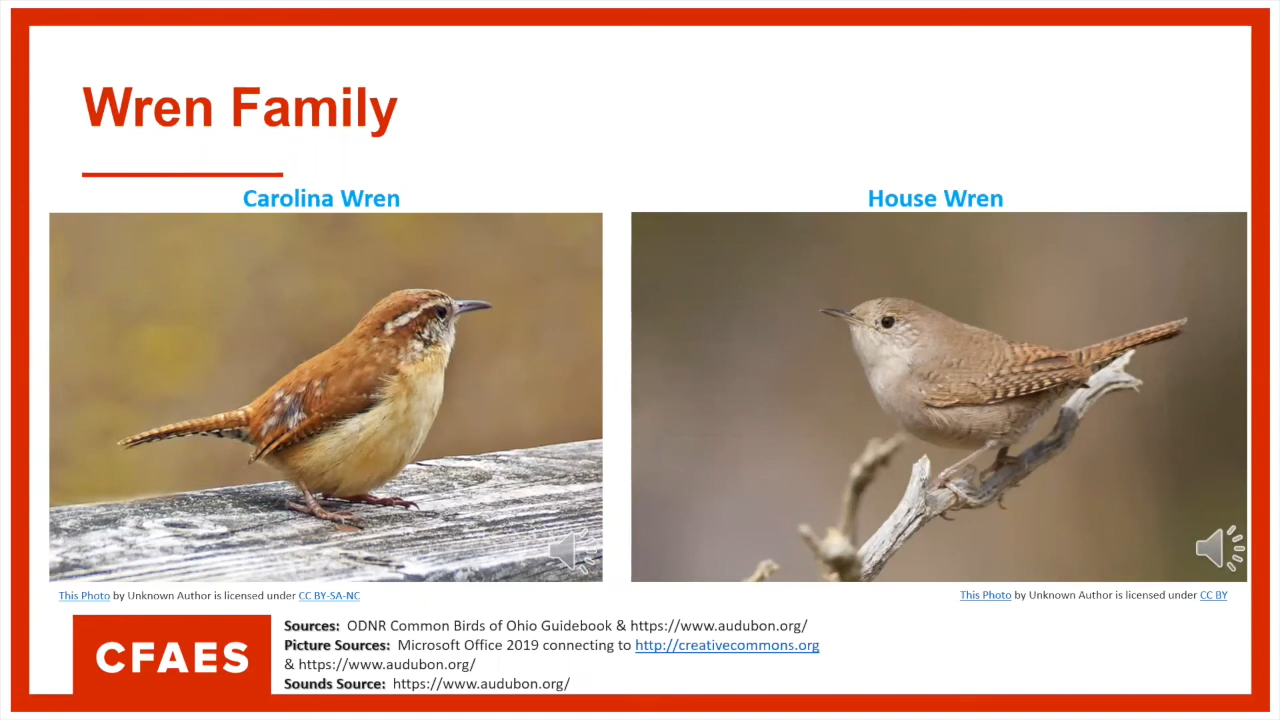 Wren Family
Carolina Wren
House Wren
This Photo by Unknown Author is licensed under CC BY-SA-NC
This Photo by Unknown Author is licensed under CC BY
CFAES
Sources: ODNR Common Birds of Ohio Guidebook & https://www.audubon.org/
Picture Sources: Microsoft Office 2019 connecting to http://creativecommons.org
& https://www.audubon.org/
Sounds Source: https://www.audubon.org/